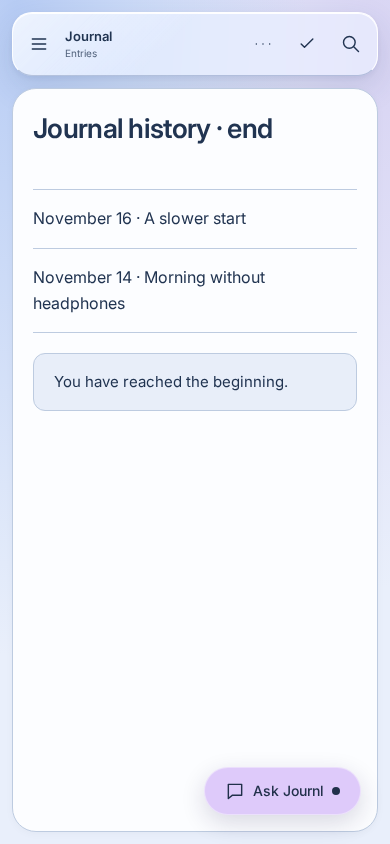 Journal
Entries
Journal history · end
November 16 · A slower start
November 14 · Morning without
headphones
You have reached the beginning.
Ask Journl